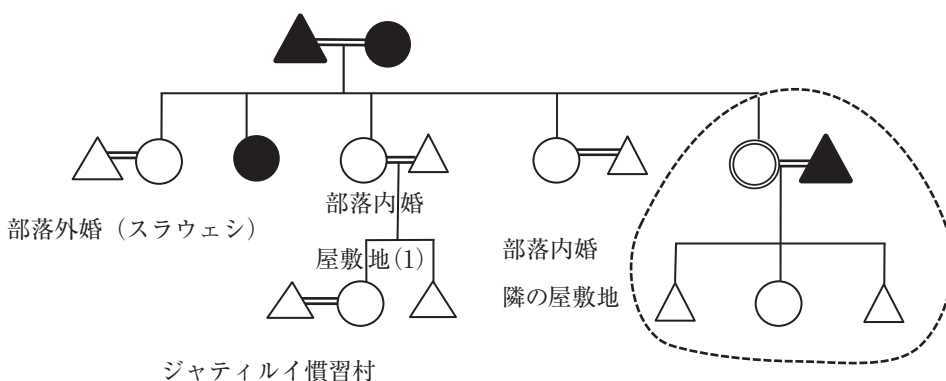 部落外婚（スラウェシ）
部落内婚
屋敷地(1)
ジャティルイ慣習村
部落内婚
隣の屋敷地